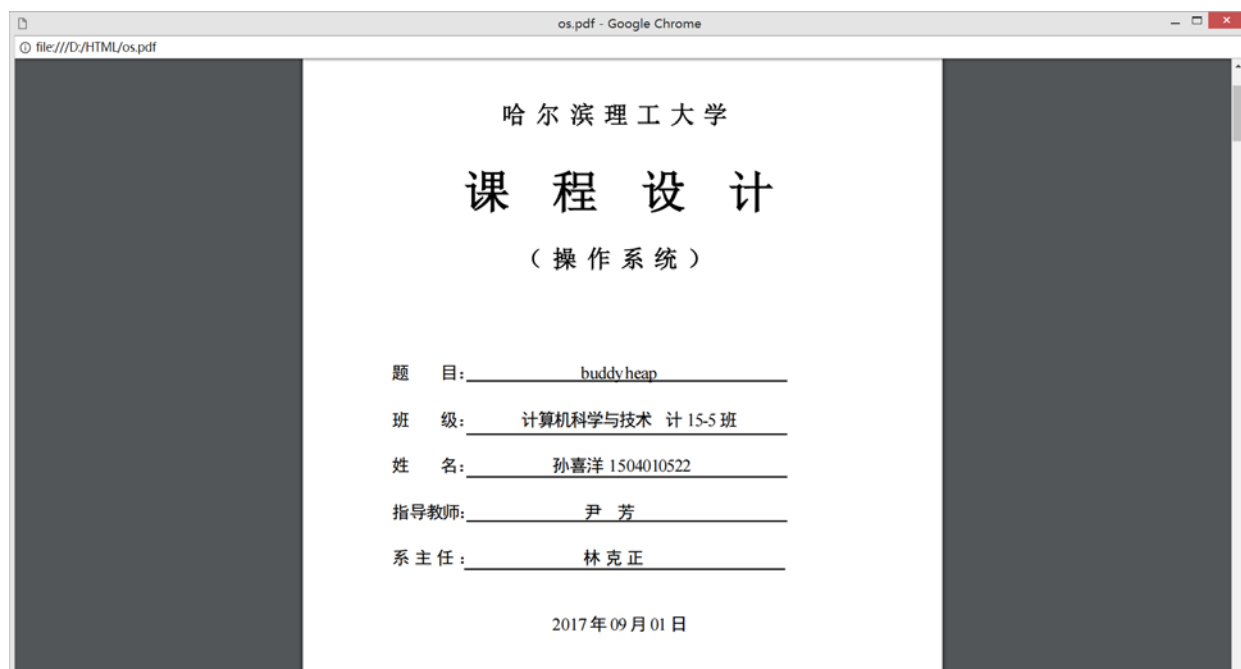 os.pdf - Google Chrome
file:///D:/HTML/os.pdf
哈尔滨理工大学
课程设计
（操作系统）
题 目: buddy heap
班 级: 计算机科学与技术 计 15-5 班
姓 名: 孙喜洋 1504010522
指导教师: 尹 芳
系主任: 林克正
2017 年 09 月 01 日